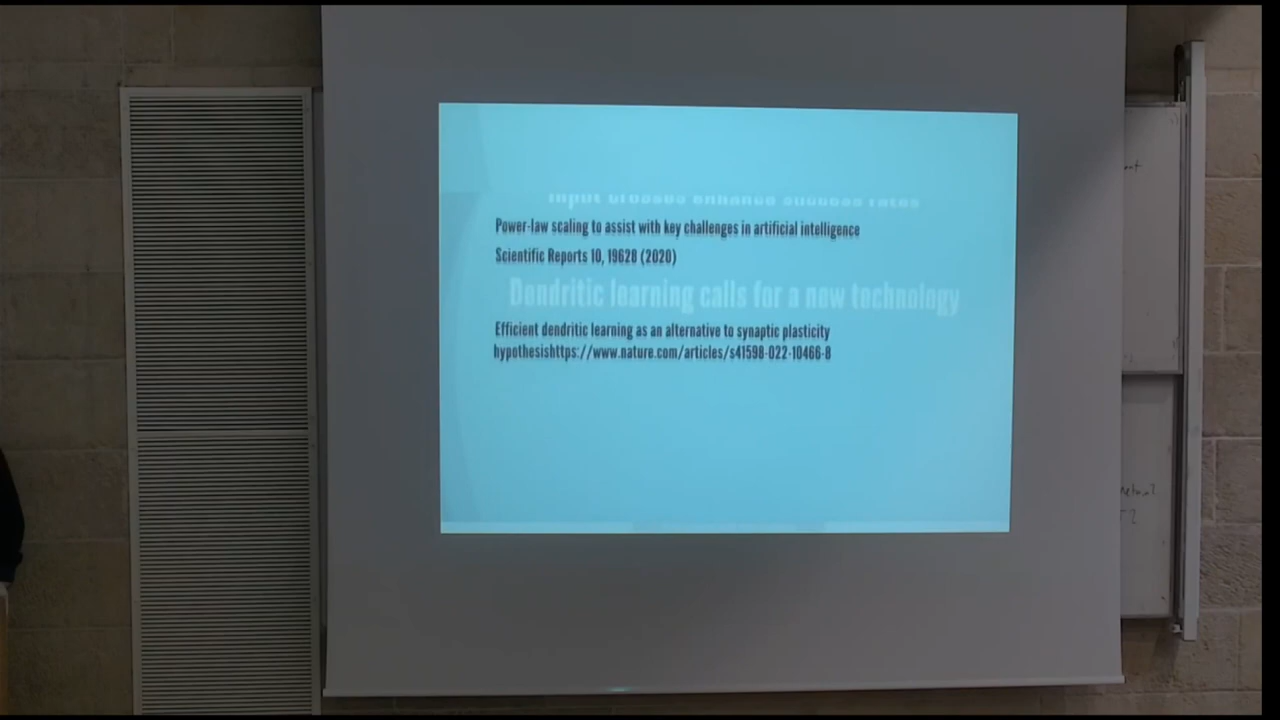 Power-law scaling to assist with key challenges in artificial intelligence
Scientific Reports 10, 19628 (2020)
Dendritic learning calls for a new technology
Efficient dendritic learning as an alternative to synaptic plasticity
hypothesishttps://www.nature.com/articles/s41598-022-10466-8